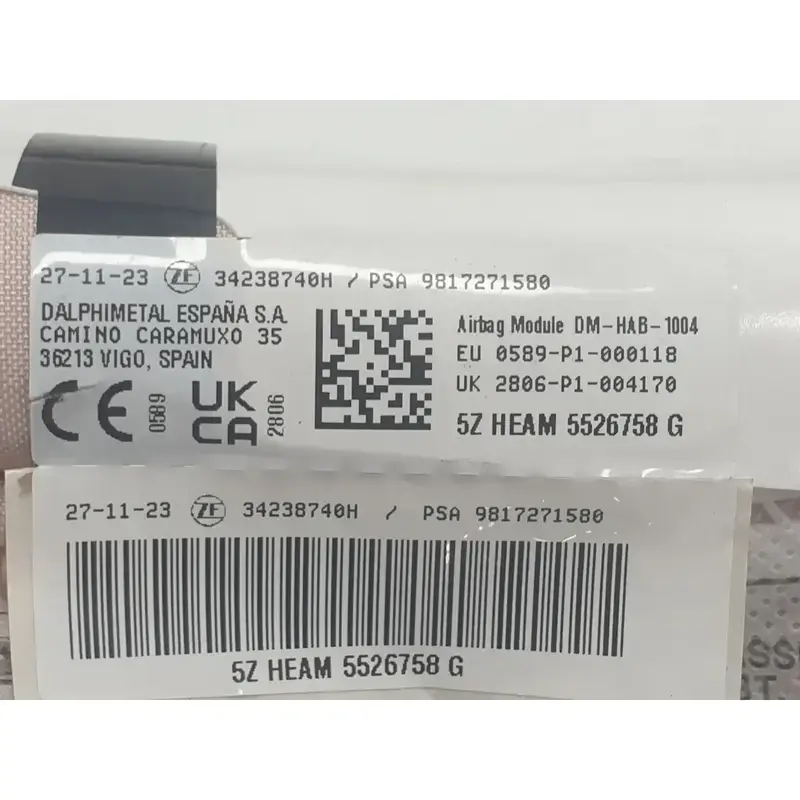 27-11-23 ZF 34238740H / PSA 9817271580
DALPHIMETAL ESPAÑA S.A.
CAMINO CARAMUXO 35
36213 VIGO, SPAIN
CE 0589 UKCA 2806
Airbag Module DM-HAB-1004
EU 0589-P1-000118
UK 2806-P1-004170
5Z HEAM 5526758 G
27-11-23 ZF 34238740H / PSA 9817271580
5Z HEAM 5526758 G